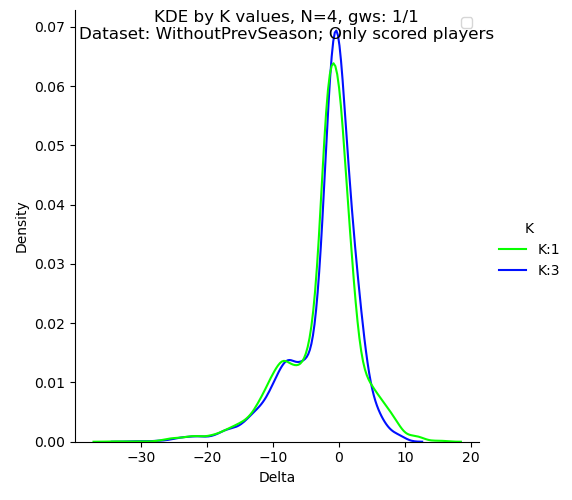 KDE by K values, N=4, gws: 1/1
Dataset: WithoutPrevSeason; Only scored players
0.07
0.06
0.05
0.04
0.03
0.02
0.01
0.00
Density
−30
−20
−10
0
10
20
Delta
K
K:1
K:3